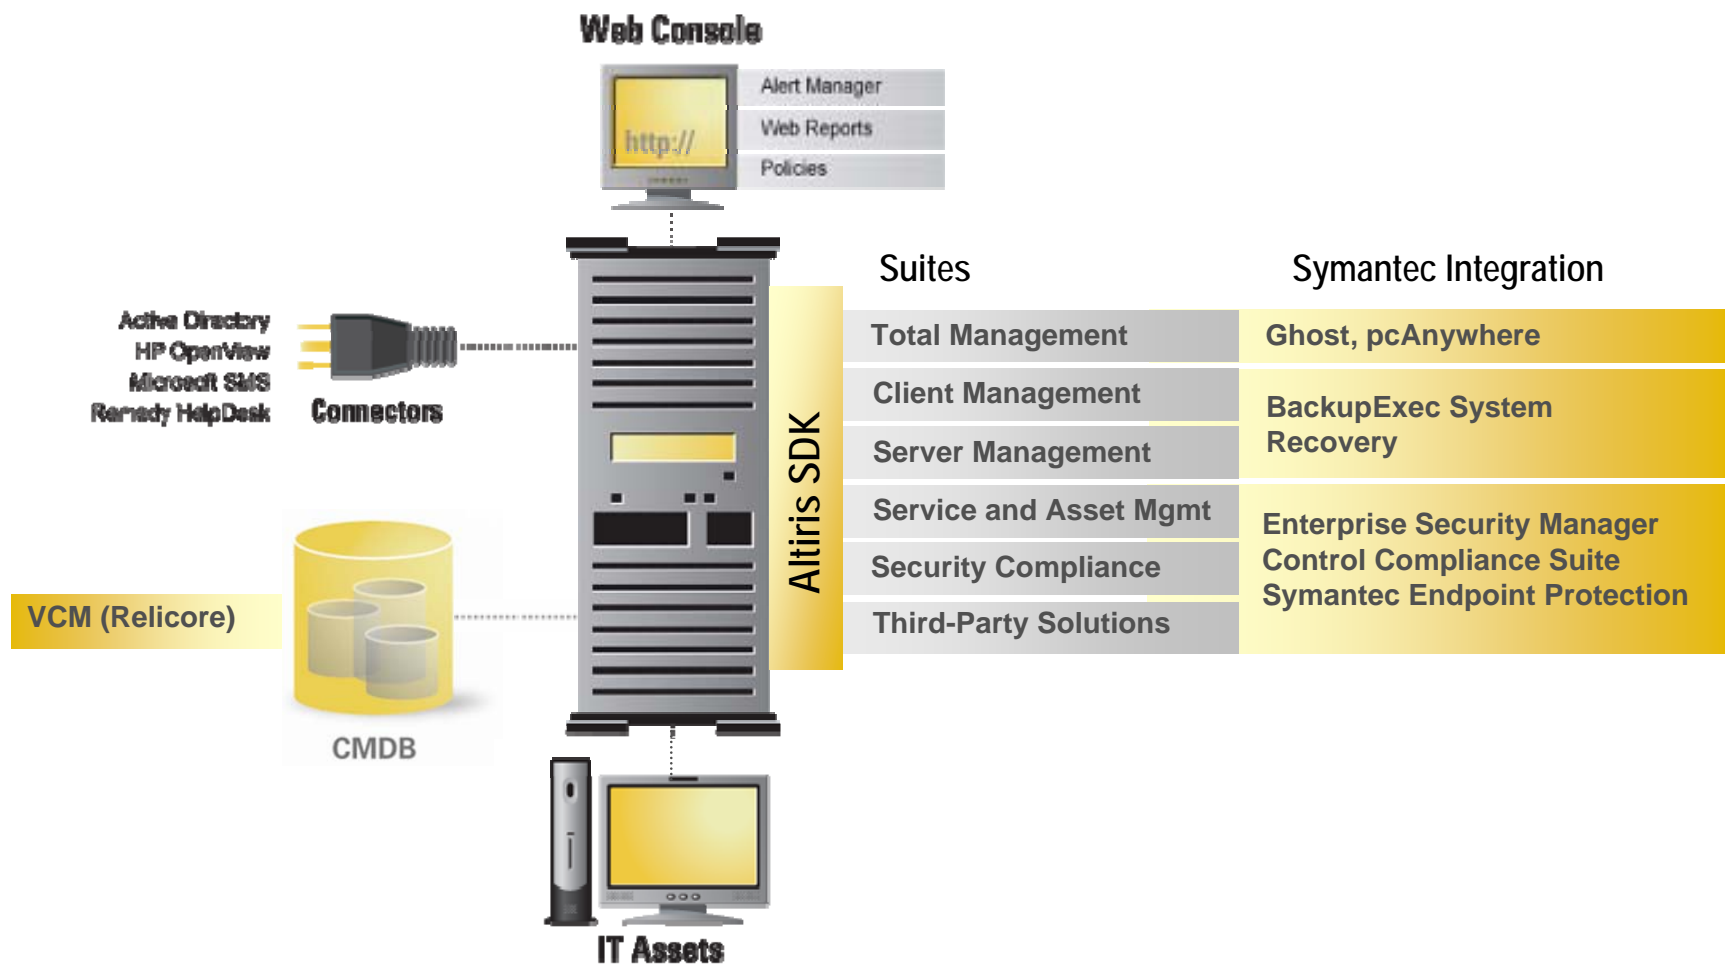 Web Console
Alert Manager
Web Reports
http://
Policies
Suites
Symantec Integration
Active Directory
HP OpenView
Microsoft SMS
Remedy HelpDesk
Connectors
Altiris SDK
Total Management
Ghost, pcAnywhere
Client Management
Server Management
BackupExec System
Recovery
Service and Asset Mgmt
Security Compliance
Third-Party Solutions
Enterprise Security Manager
Control Compliance Suite
Symantec Endpoint Protection
VCM (Relicore)
CMDB
IT Assets